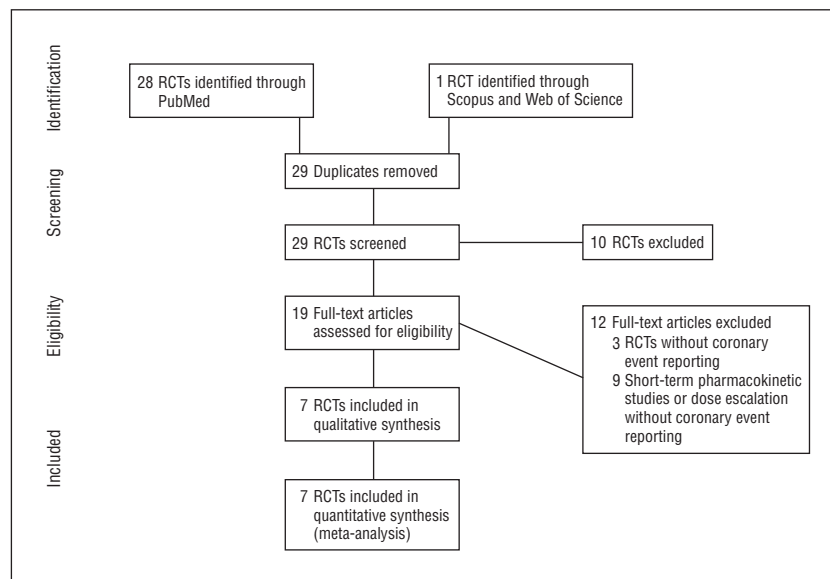 Identification
28 RCTs identified through
PubMed
1 RCT identified through
Scopus and Web of Science
Screening
29 Duplicates removed
29 RCTs screened
10 RCTs excluded
Eligibility
19 Full-text articles
assessed for eligibility
12 Full-text articles excluded
3 RCTs without coronary
event reporting
9 Short-term pharmacokinetic
studies or dose escalation
without coronary event
reporting
Included
7 RCTs included in
qualitative synthesis
7 RCTs included in
quantitative synthesis
(meta-analysis)